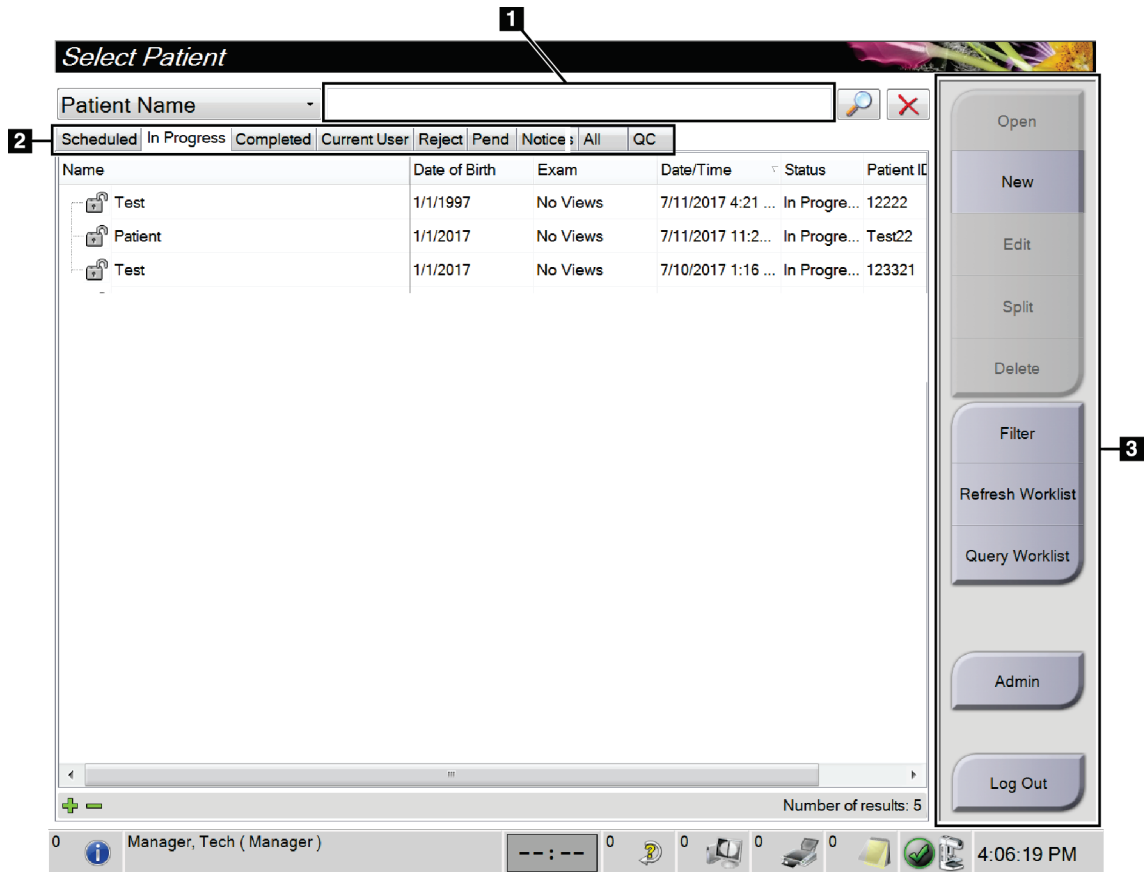 1
Select Patient
Patient Name
2
Scheduled In Progress Completed Current User Reject Pend Notices All QC
Name Date of Birth Exam Date/Time Status Patient ID
Test 1/1/1997 No Views 7/11/2017 4:21 ... In Progre... 12222
Patient 1/1/2017 No Views 7/11/2017 11:2... In Progre... Test22
Test 1/1/2017 No Views 7/10/2017 1:16 ... In Progre... 123321
Number of results: 5
Open
New
Edit
Split
Delete
Filter
3
Refresh Worklist
Query Worklist
Admin
Log Out
0 Manager, Tech ( Manager ) --:-- 0 0 0 0 4:06:19 PM